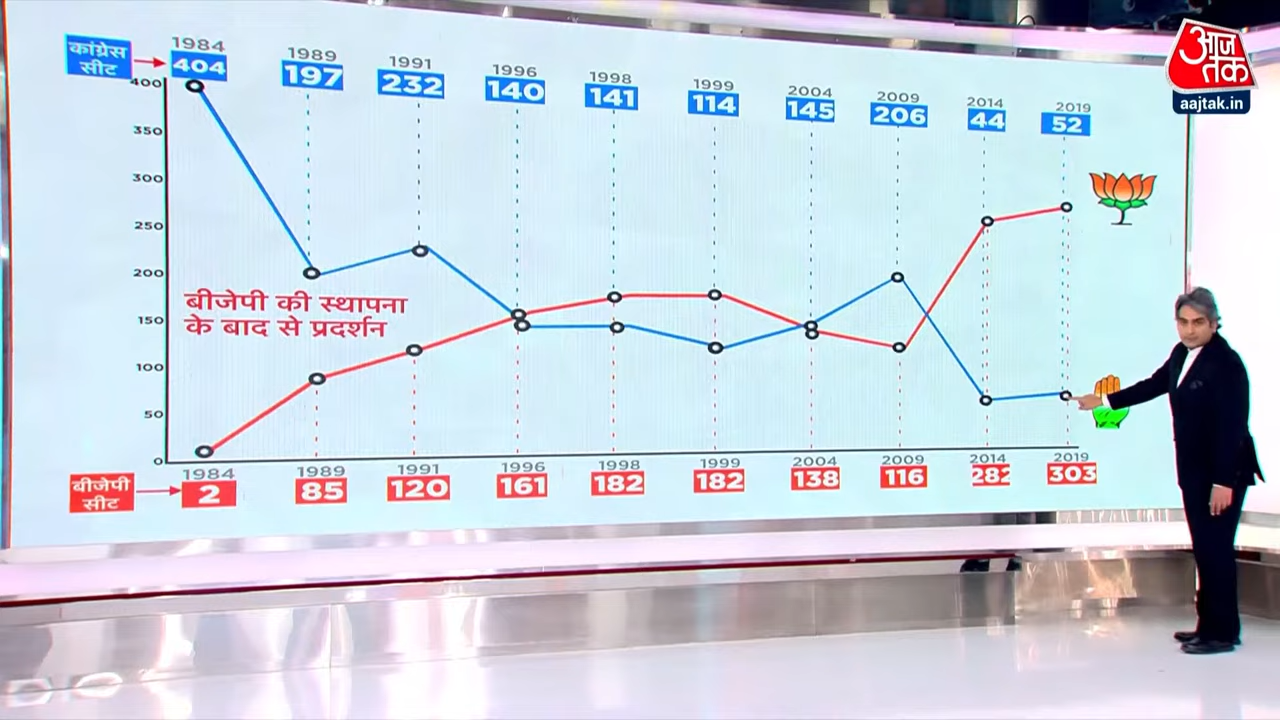 आज
तक
aajtak.in
कांग्रेस
सीट
1984 1989 1991 1996 1998 1999 2004 2009 2014 2019
404 197 232 140 141 114 145 206 44 52
400
350
300
250
200
150
100
50
0
बीजेपी की स्थापना
के बाद से प्रदर्शन
1984 1989 1991 1996 1998 1999 2004 2009 2014 2019
बीजेपी
सीट
2 85 120 161 182 182 138 116 282 303